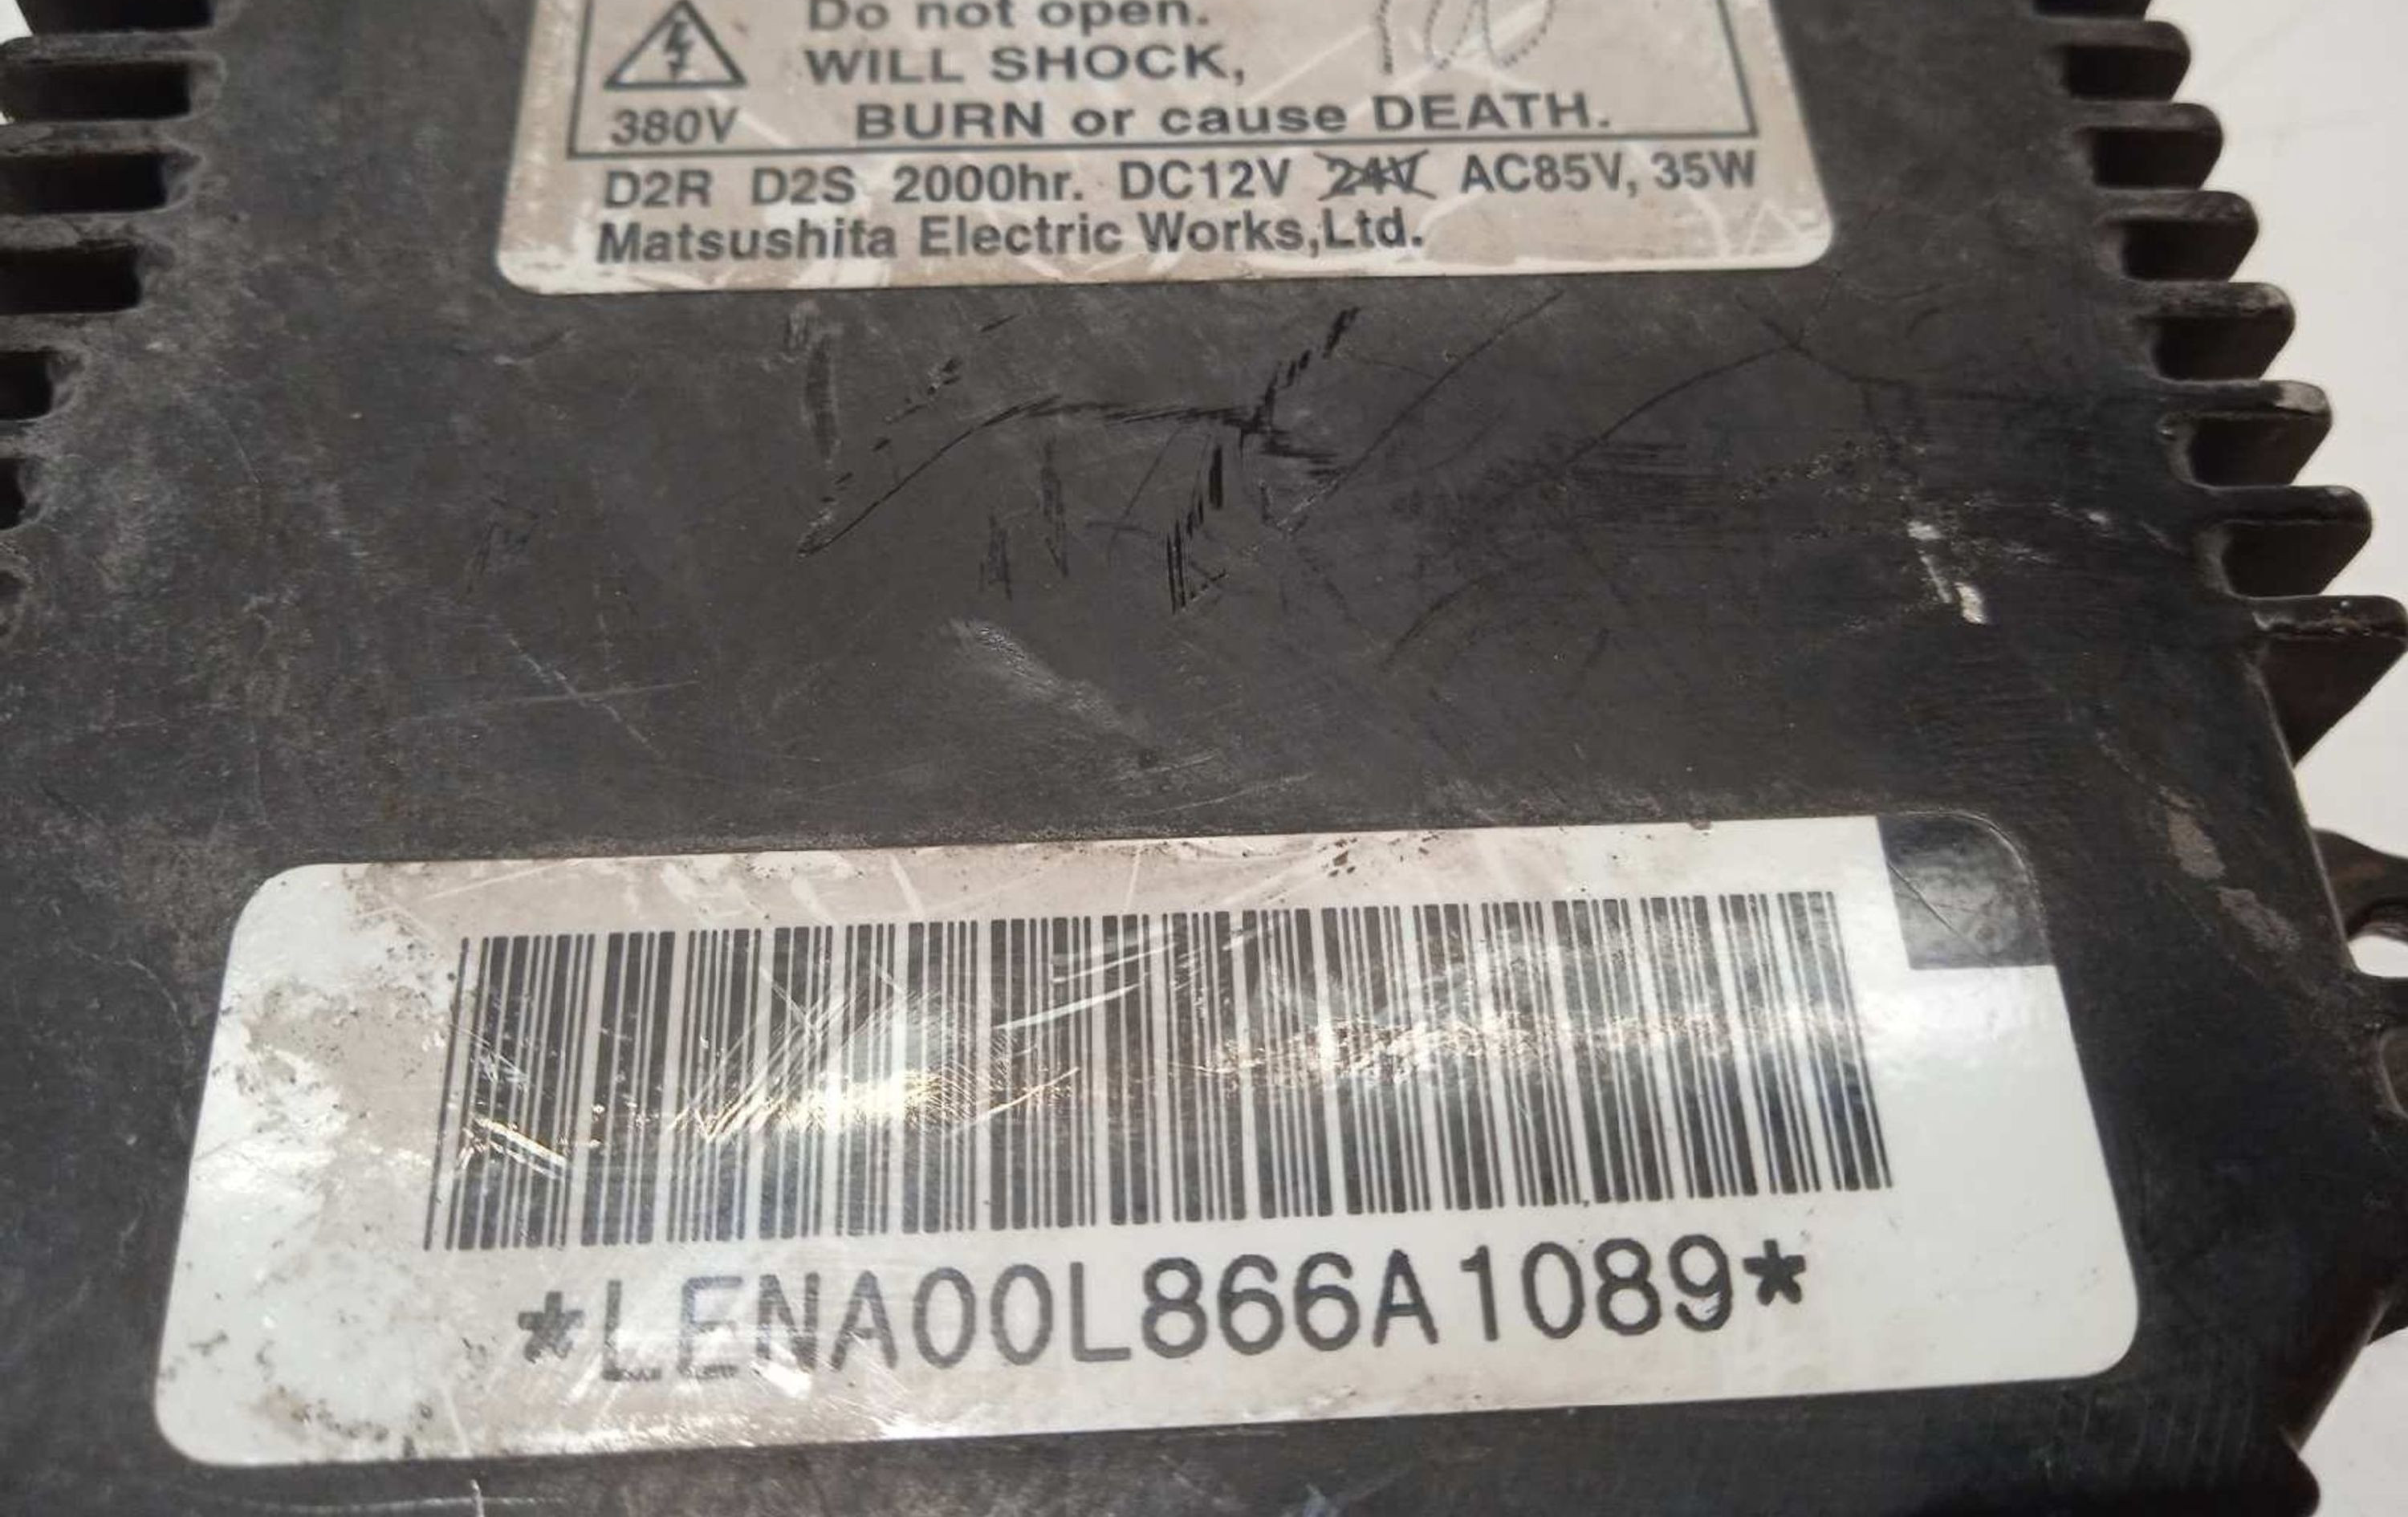 Do not open.
WILL SHOCK,
380V BURN or cause DEATH.
D2R D2S 2000hr. DC12V 24V AC85V, 35W
Matsushita Electric Works,Ltd.
*LENA00L866A1089*